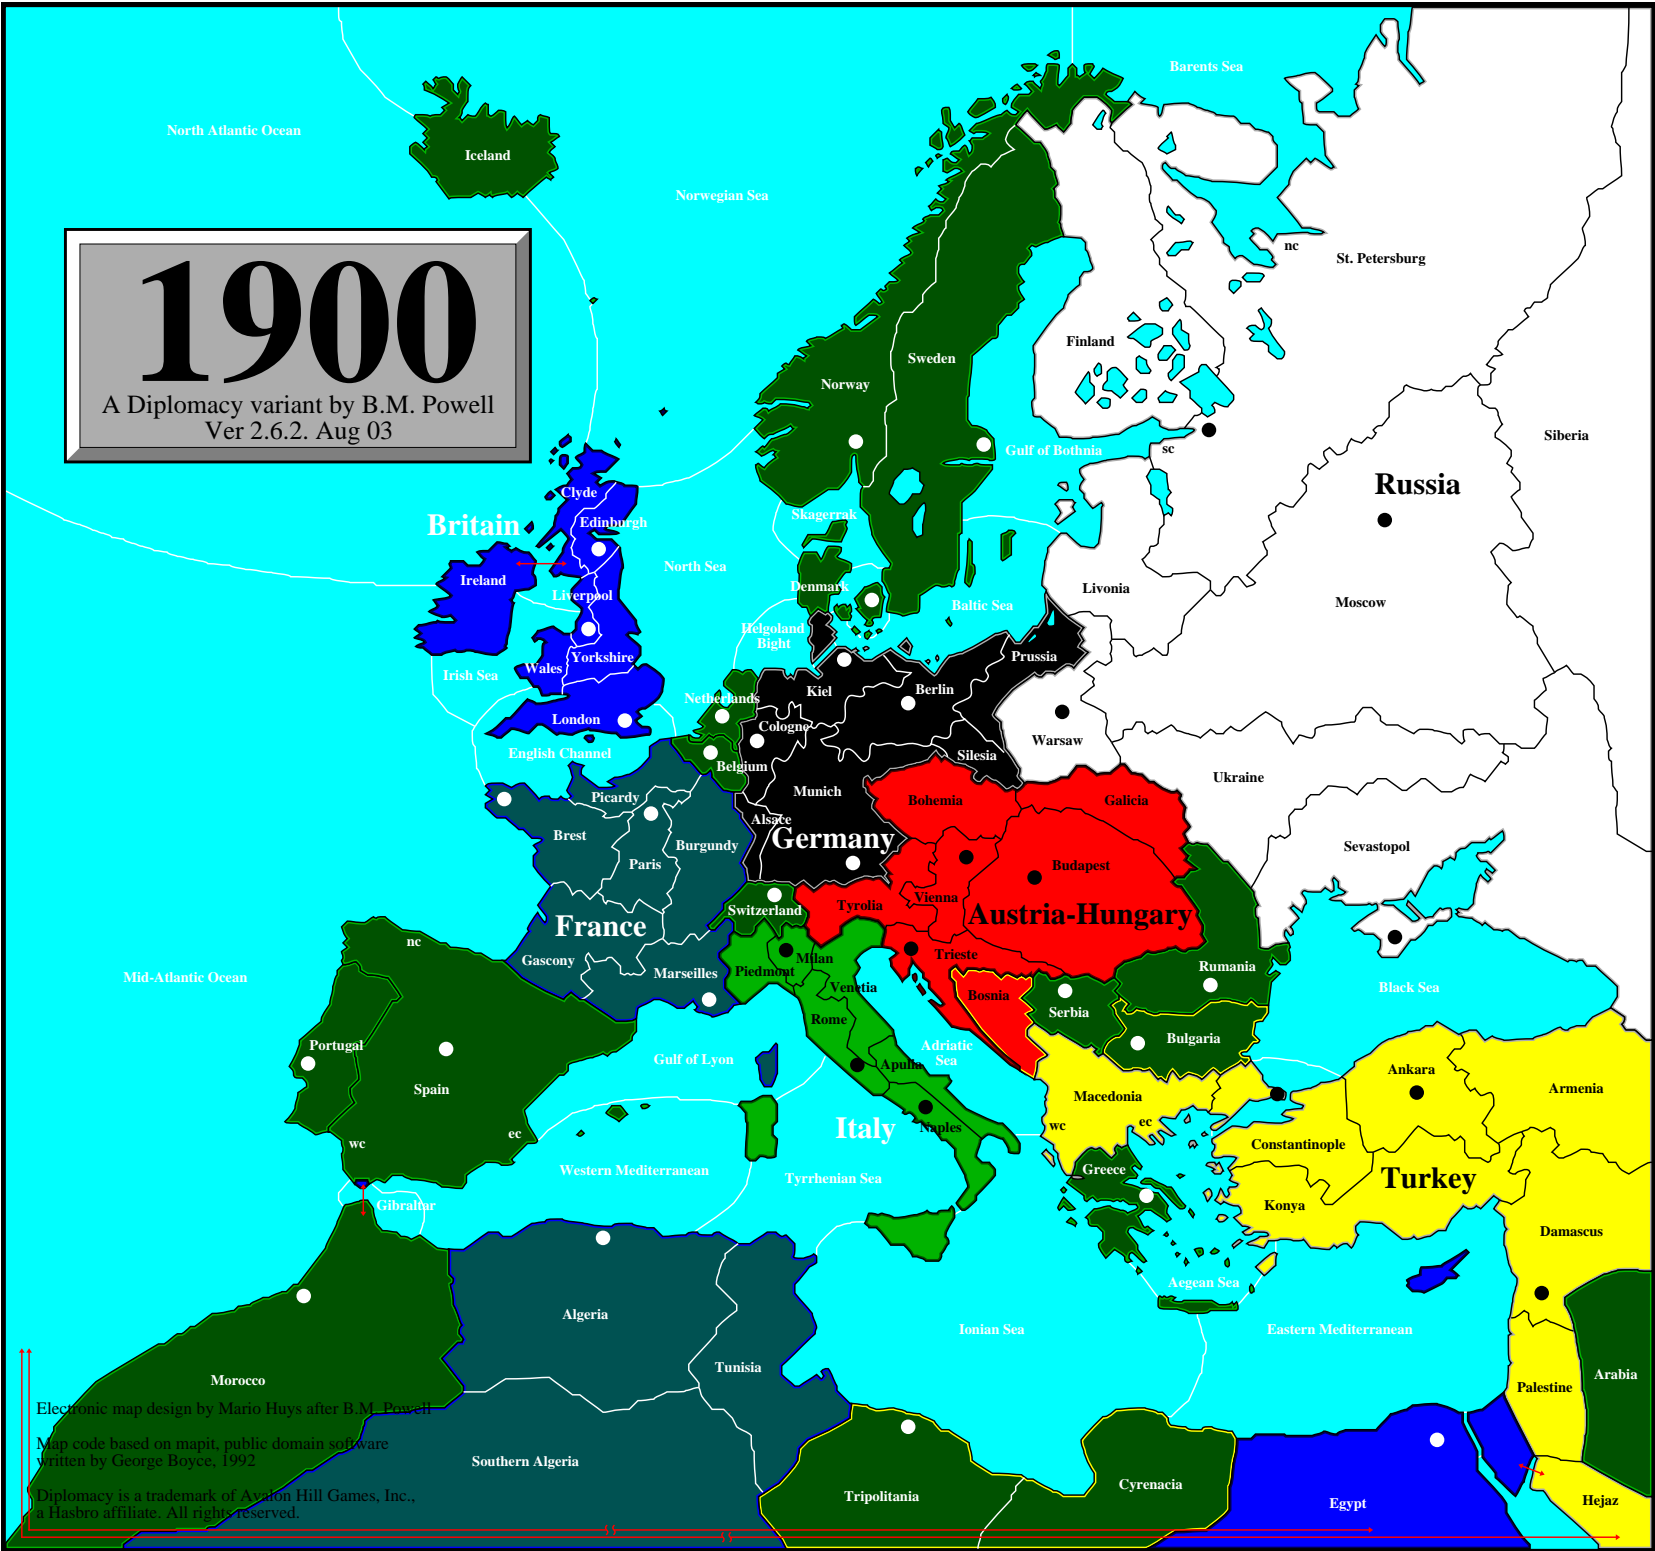 Barents Sea
North Atlantic Ocean
Iceland
Norwegian Sea
nc
St. Petersburg
1900
A Diplomacy variant by B.M. Powell
Ver 2.6.2. Aug 03
Finland
Sweden
Norway
Siberia
sc
Gulf of Bothnia
Russia
Clyde
Skagerrak
Britain
Edinburgh
North Sea
Ireland
Denmark
Livonia
Liverpool
Baltic Sea
Moscow
Helgoland
Bight
Yorkshire
Prussia
Wales
Irish Sea
Kiel
Berlin
Netherlands
London
Cologne
Warsaw
English Channel
Silesia
Belgium
Ukraine
Munich
Picardy
Bohemia
Galicia
Alsace
Brest
Germany
Burgundy
Sevastopol
Paris
Budapest
Vienna
Tyrolia
Switzerland
Austria-Hungary
France
nc
Trieste
Milan
Gascony
Rumania
Piedmont
Marseilles
Mid-Atlantic Ocean
Venetia
Black Sea
Bosnia
Serbia
Rome
Bulgaria
Portugal
Adriatic
Sea
Gulf of Lyon
Apulia
Ankara
Spain
Armenia
Macedonia
Italy
Naples
wc
ec
ec
wc
Constantinople
Western Mediterranean
Greece
Tyrrhenian Sea
Turkey
Gibraltar
Konya
Damascus
Aegean Sea
Algeria
Ionian Sea
Eastern Mediterranean
Tunisia
Arabia
Morocco
Palestine
Electronic map design by Mario Huys after B.M. Powell
Map code based on mapit, public domain software
written by George Boyce, 1992
Southern Algeria
Cyrenacia
Diplomacy is a trademark of Avalon Hill Games, Inc.,
a Hasbro affiliate. All rights reserved.
Tripolitania
Egypt
Hejaz